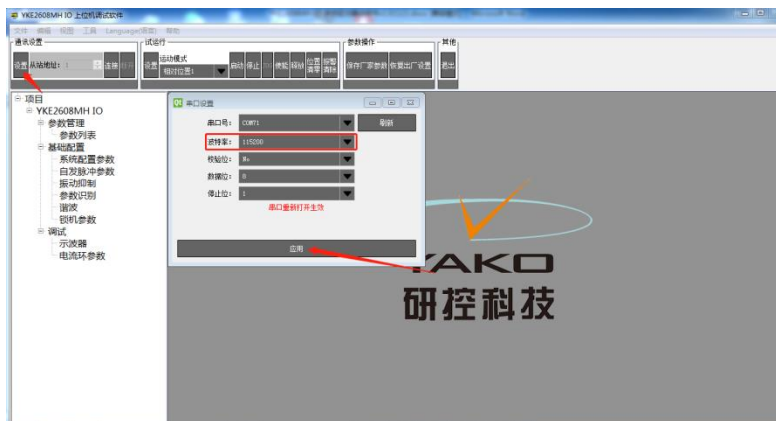 YKE2608MH IO 上位机调试软件
文件 编辑 视图 工具 Language(语言) 帮助
通讯设置 试运行 参数操作 其他
设置 从站地址: 1 连接 打开 设置 运动模式 相对位置1 启动 停止 使能 释放 位置清零 报警清除 保存厂家参数 恢复出厂设置 退出
项目
YKE2608MH IO
参数管理
参数列表
基础配置
系统配置参数
自发脉冲参数
振动抑制
参数识别
谐波
锁机参数
调试
示波器
电流环参数
串口设置
串口号: COM71 刷新
波特率: 115200
校验位: No
数据位: 8
停止位: 1
串口重新打开生效
应用
YAKO
研控科技